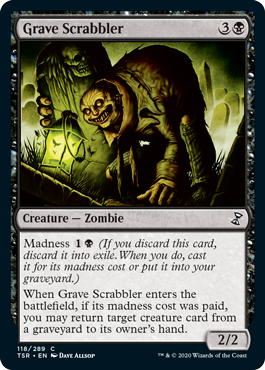 Grave Scrabbler 3
Creature — Zombie
Madness 1 (If you discard this card,
discard it into exile. When you do, cast
it for its madness cost or put it into your
graveyard.)
When Grave Scrabbler enters the
battlefield, if its madness cost was paid,
you may return target creature card from
a graveyard to its owner's hand.
2/2
118/289 C
TSR • EN Dave Allsop
™ & © 2020 Wizards of the Coast